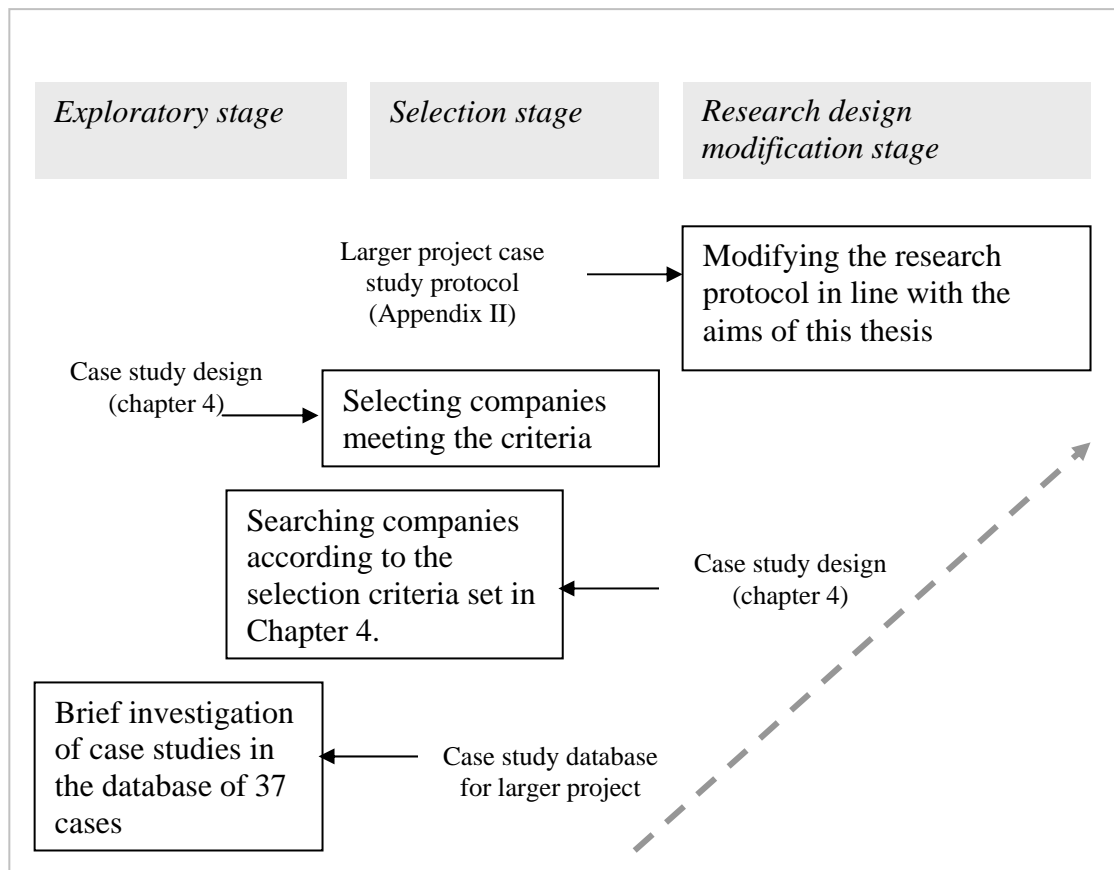 Exploratory stage
Selection stage
Research design
modification stage
Larger project case
study protocol
(Appendix II)
Modifying the research
protocol in line with the
aims of this thesis
Case study design
(chapter 4)
Selecting companies
meeting the criteria
Searching companies
according to the
selection criteria set in
Chapter 4.
Case study design
(chapter 4)
Brief investigation
of case studies in
the database of 37
cases
Case study database
for larger project